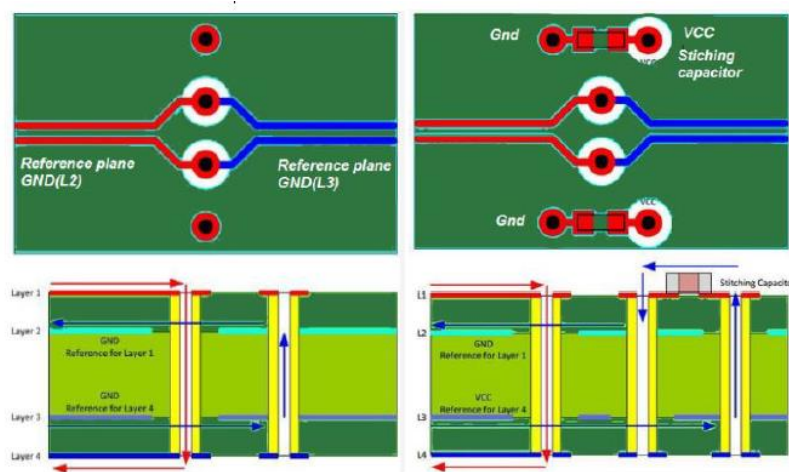 Gnd
VCC
Stiching
capacitor
VCC
Reference plane
GND(L2)
Reference plane
GND(L3)
Gnd
VCC
Layer 1
Layer 2
GND
Reference for Layer 1
GND
Reference for Layer 4
Layer 3
Layer 4
Stitching Capacito
L1
L2
GND
Reference for Layer 1
VCC
Reference for Layer 4
L3
L4